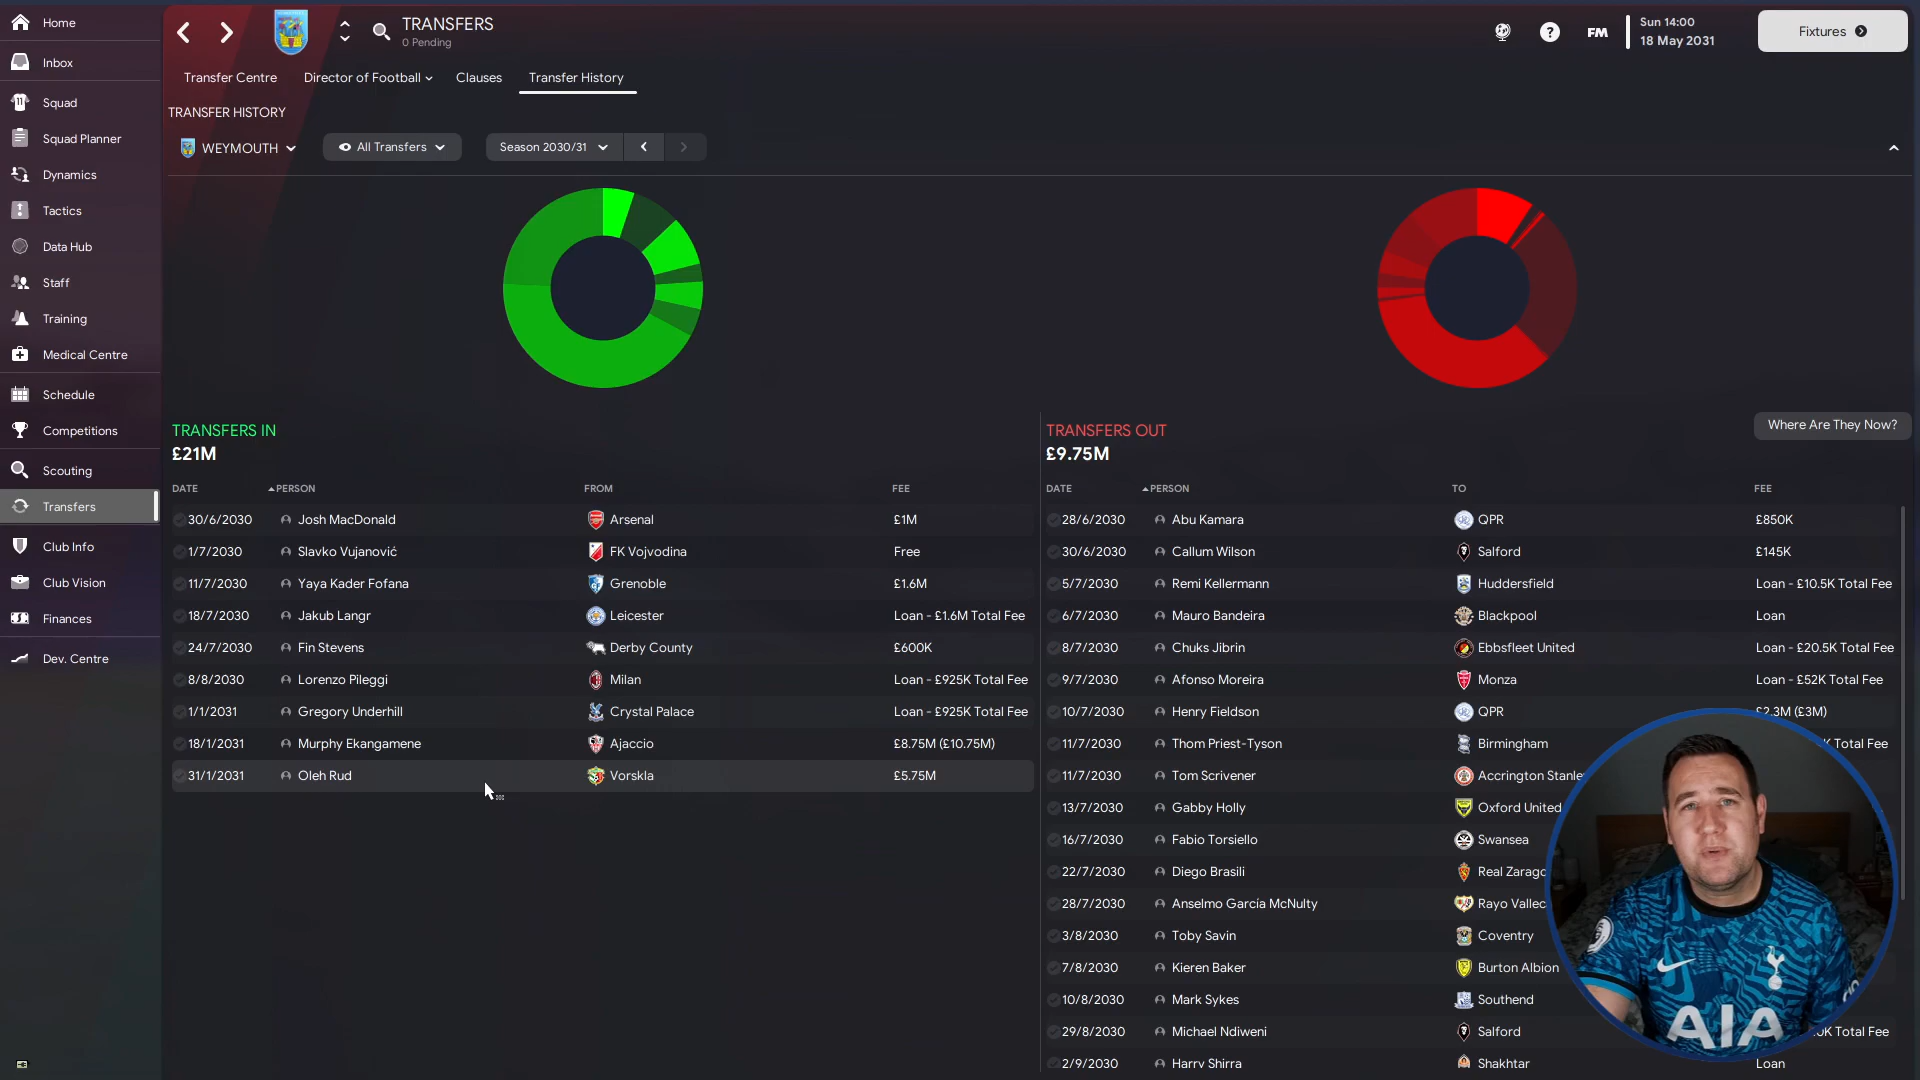 Home
Inbox
Squad
Squad Planner
Dynamics
Tactics
Data Hub
Staff
Training
Medical Centre
Schedule
Competitions
Scouting
Transfers
Club Info
Club Vision
Finances
Dev. Centre
TRANSFERS
0 Pending
FM
Sun 14:00
18 May 2031
Fixtures
Transfer Centre Director of Football Clauses Transfer History
TRANSFER HISTORY
WEYMOUTH All Transfers Season 2030/31
TRANSFERS IN
£21M
DATE PERSON FROM FEE
30/6/2030 Josh MacDonald Arsenal £1M
1/7/2030 Slavko Vujanović FK Vojvodina Free
11/7/2030 Yaya Kader Fofana Grenoble £1.6M
18/7/2030 Jakub Langr Leicester Loan - £1.6M Total Fee
24/7/2030 Fin Stevens Derby County £600K
8/8/2030 Lorenzo Pileggi Milan Loan - £925K Total Fee
1/1/2031 Gregory Underhill Crystal Palace Loan - £925K Total Fee
18/1/2031 Murphy Ekangamene Ajaccio £8.75M (£10.75M)
31/1/2031 Oleh Rud Vorskla £5.75M
TRANSFERS OUT
£9.75M
Where Are They Now?
DATE PERSON TO FEE
28/6/2030 Abu Kamara QPR £850K
30/6/2030 Callum Wilson Salford £145K
5/7/2030 Remi Kellermann Huddersfield Loan - £10.5K Total Fee
6/7/2030 Mauro Bandeira Blackpool Loan
8/7/2030 Chuks Jibrin Ebbsfleet United Loan - £20.5K Total Fee
9/7/2030 Afonso Moreira Monza Loan - £52K Total Fee
10/7/2030 Henry Fieldson QPR £2.3M (£3M)
11/7/2030 Thom Priest-Tyson Birmingham Total Fee
11/7/2030 Tom Scrivener Accrington
13/7/2030 Gabby Holly Oxford United
16/7/2030 Fabio Torsiello Swansea
22/7/2030 Diego Brasili Real
28/7/2030 Anselmo García McNulty Rayo
3/8/2030 Toby Savin Coventry
7/8/2030 Kieren Baker Burton Albion
10/8/2030 Mark Sykes Southend
29/8/2030 Michael Ndiweni Salford Total Fee
2/9/2030 Harry Shirra Shakhtar Loan
AIA